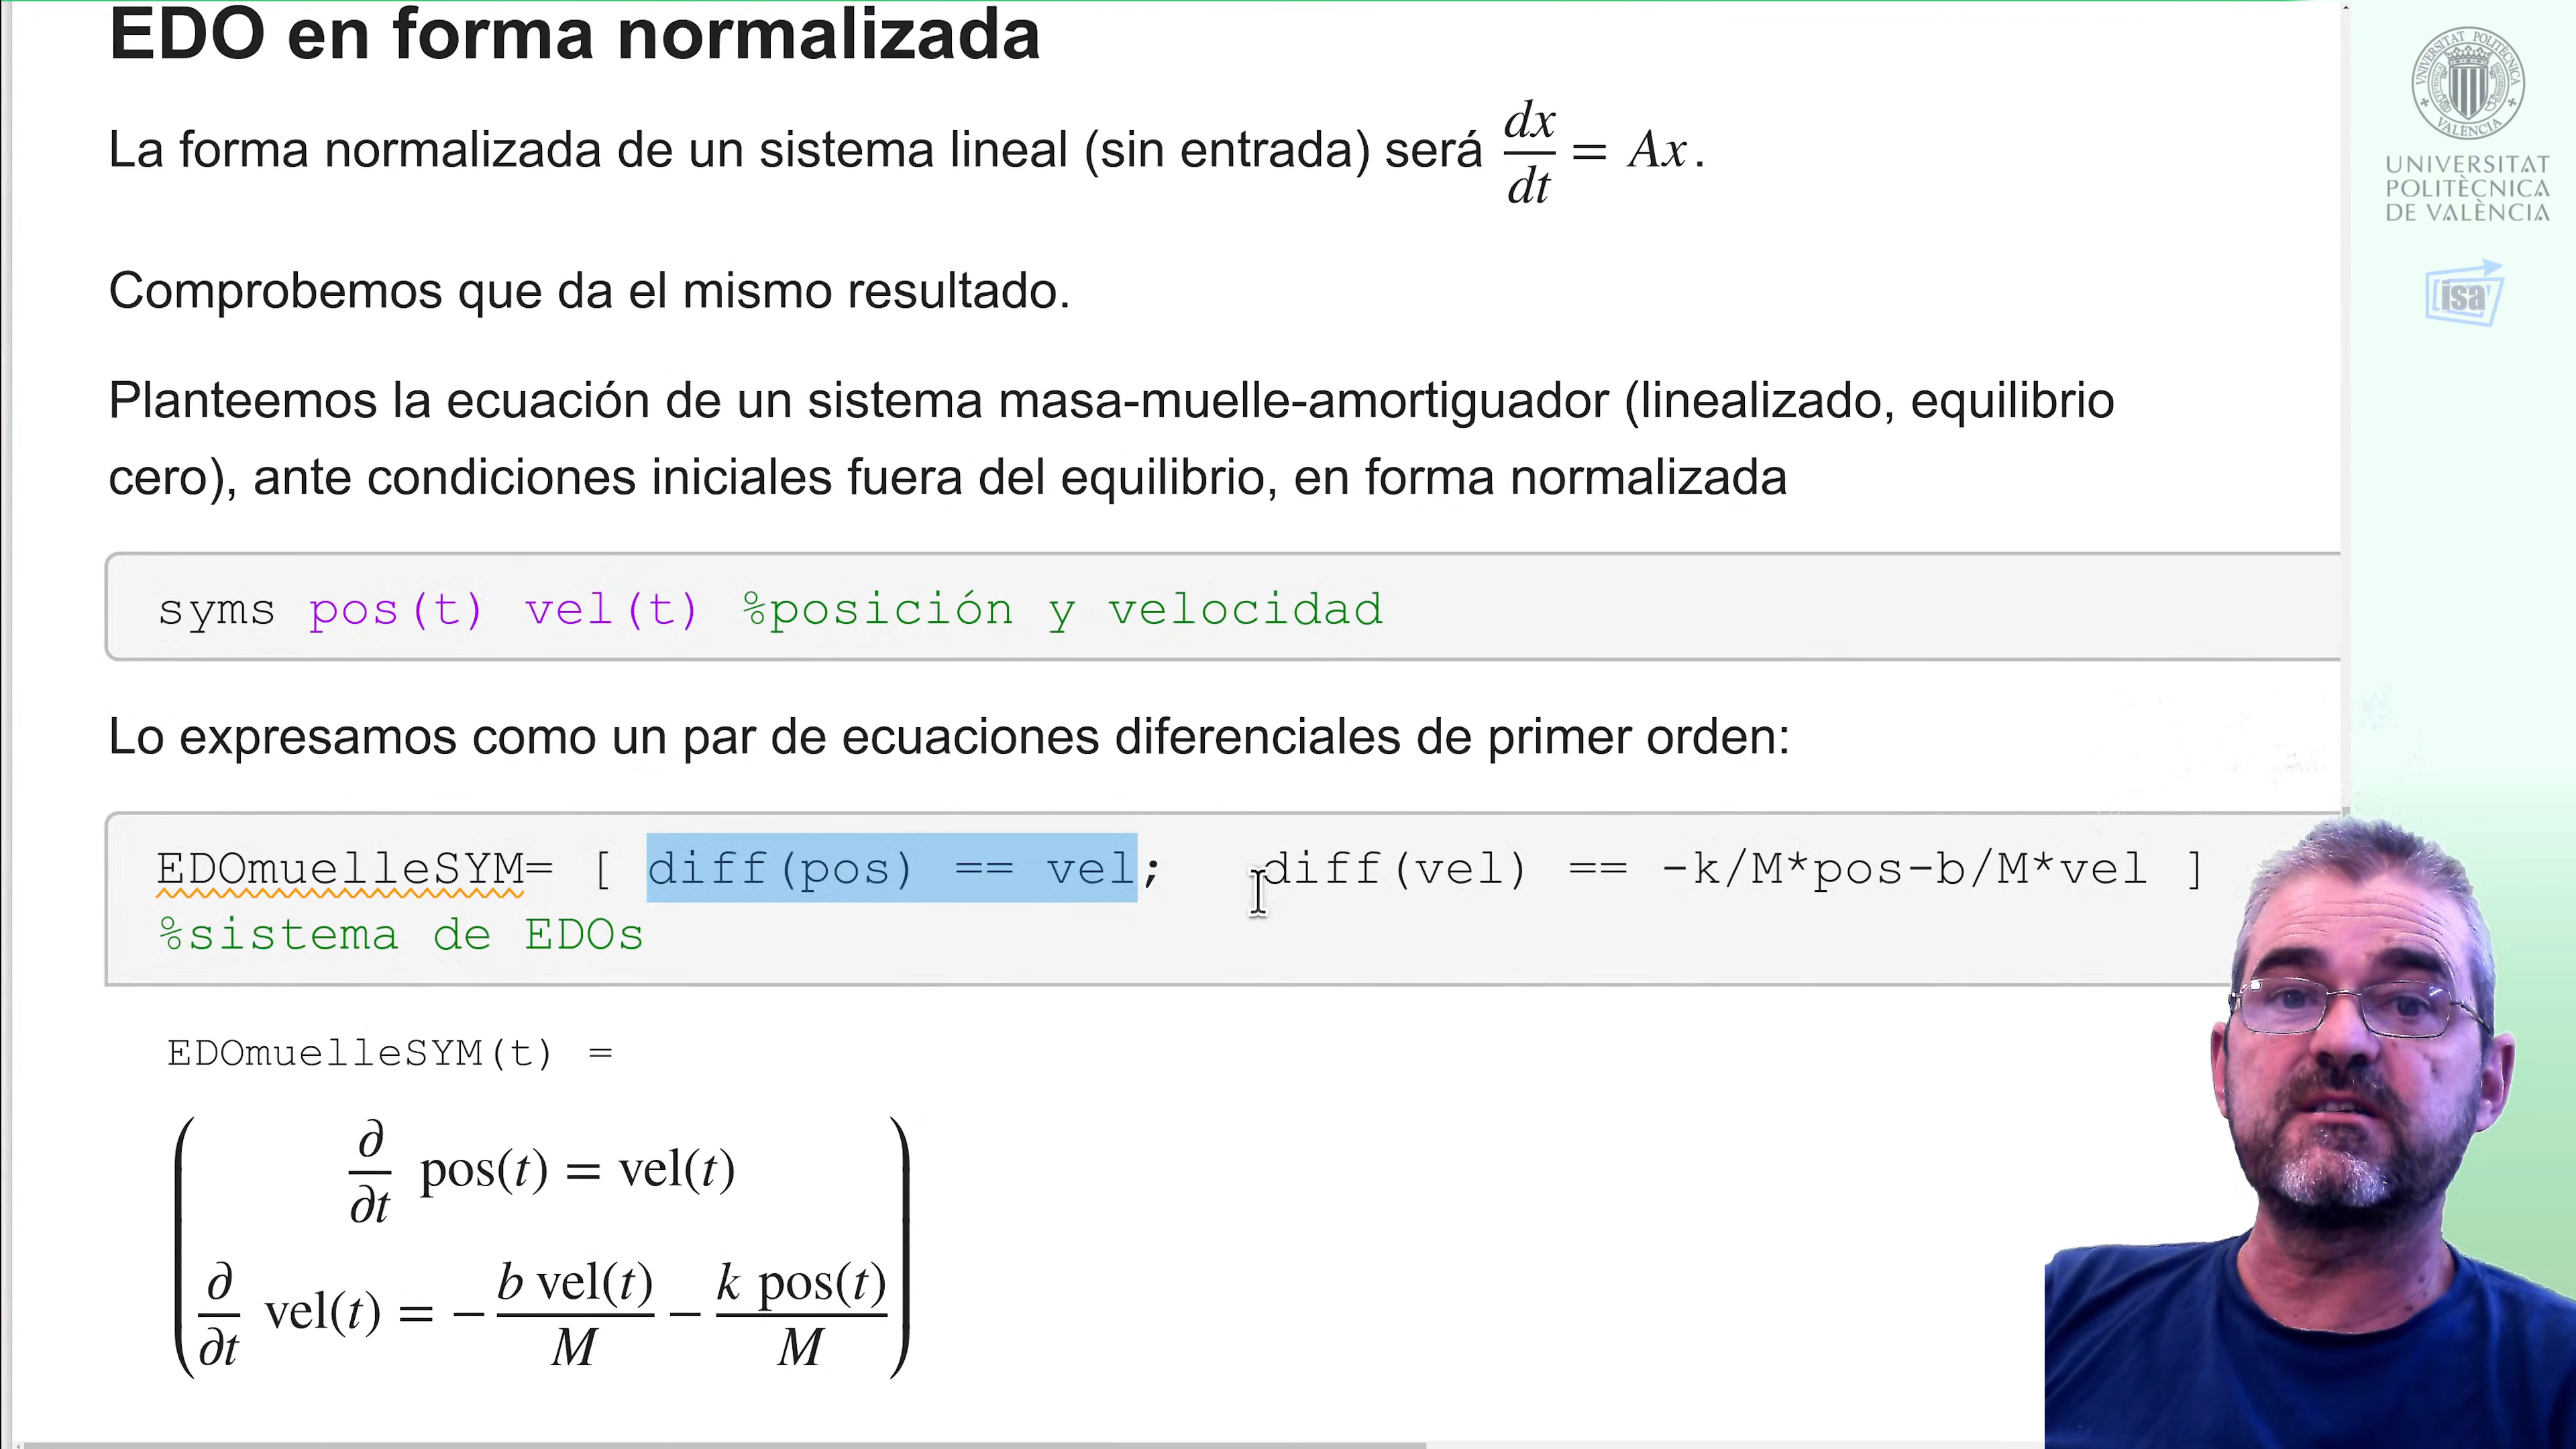 EDO en forma normalizada
La forma normalizada de un sistema lineal (sin entrada) será dx/dt = Ax.
Comprobemos que da el mismo resultado.
Planteemos la ecuación de un sistema masa-muelle-amortiguador (linealizado, equilibrio
cero), ante condiciones iniciales fuera del equilibrio, en forma normalizada
syms pos(t) vel(t) %posición y velocidad
Lo expresamos como un par de ecuaciones diferenciales de primer orden:
EDOmuelleSYM= [ diff(pos) == vel; diff(vel) == -k/M*pos-b/M*vel ]
%sistema de EDOs
EDOmuelleSYM(t) =
∂/∂t pos(t) = vel(t)
∂/∂t vel(t) = − b vel(t)/M − k pos(t)/M
UNIVERSITAT POLITÈCNICA VALÈNCIA
UNIVERSITAT
POLITÈCNICA
DE VALÈNCIA
isa